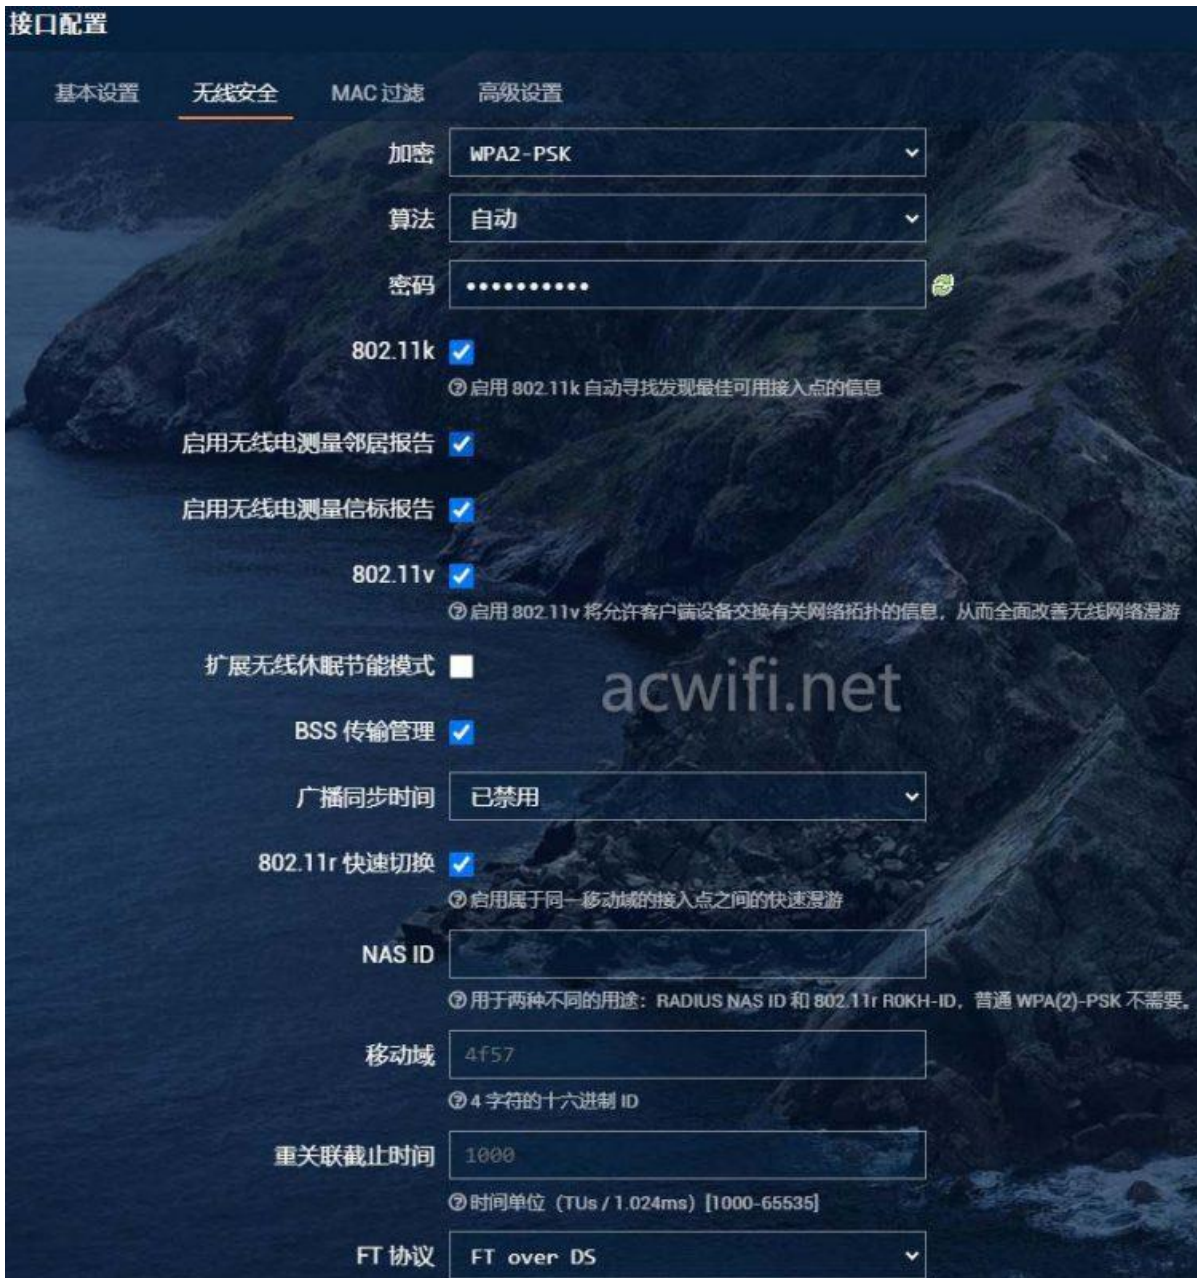 接口配置
基本设置 无线安全 MAC 过滤 高级设置
加密 WPA2-PSK
算法 自动
密码 ••••••••••
802.11k
启用 802.11k 自动寻找发现最佳可用接入点的信息
启用无线电测量邻居报告
启用无线电测量信标报告
802.11v
启用 802.11v 将允许客户端设备交换有关网络拓扑的信息，从而全面改善无线网络漫游
扩展无线休眠节能模式
acwifi.net
BSS 传输管理
广播同步时间 已禁用
802.11r 快速切换
启用属于同一移动域的接入点之间的快速漫游
NAS ID
用于两种不同的用途：RADIUS NAS ID 和 802.11r R0KH-ID，普通 WPA(2)-PSK 不需要。
移动域 4f57
4 字符的十六进制 ID
重关联截止时间 1000
时间单位（TUs / 1.024ms）[1000-65535]
FT 协议 FT over DS